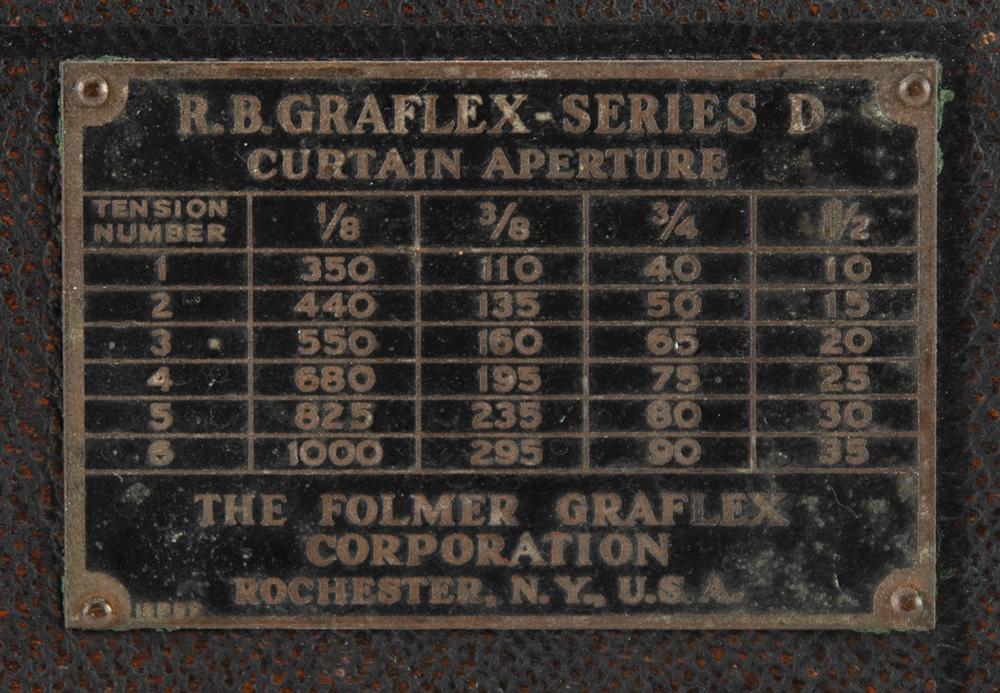 R.B. GRAFLEX-SERIES D
CURTAIN APERTURE
TENSION NUMBER 1/8 3/8 3/4 1 1/2
1 350 110 40 10
2 440 135 50 15
3 550 160 65 20
4 680 195 75 25
5 825 235 80 30
6 1000 295 90 35
THE FOLMER GRAFLEX
CORPORATION
ROCHESTER, N.Y., U.S.A.